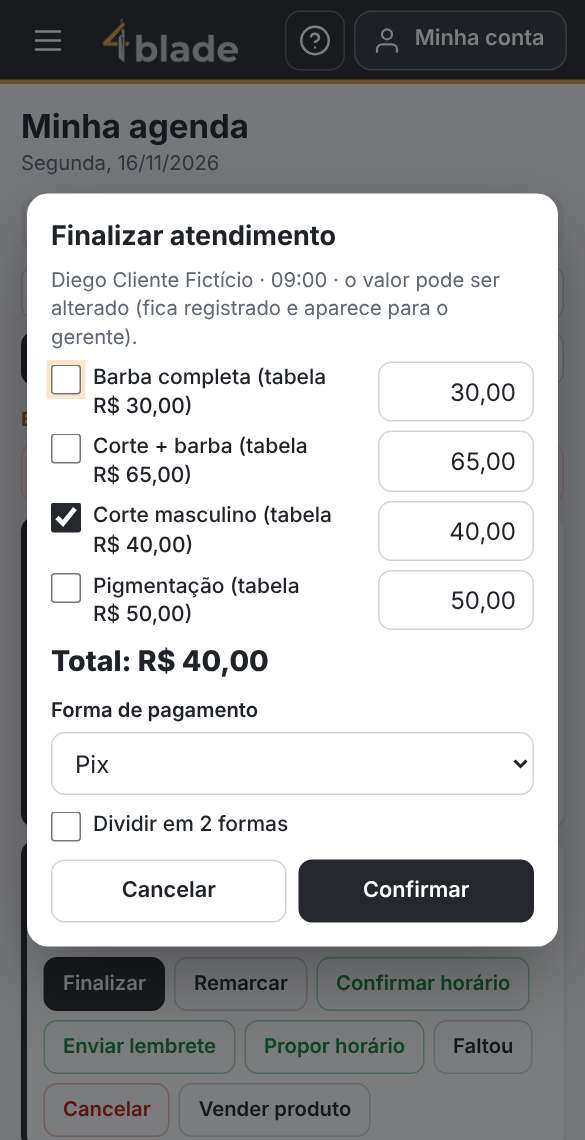 4blade
Minha conta
Minha agenda
Segunda, 16/11/2026
Finalizar atendimento
Diego Cliente Fictício · 09:00 · o valor pode ser
alterado (fica registrado e aparece para o
gerente).
Barba completa (tabela
R$ 30,00)
30,00
Corte + barba (tabela
R$ 65,00)
65,00
Corte masculino (tabela
R$ 40,00)
40,00
Pigmentação (tabela
R$ 50,00)
50,00
Total: R$ 40,00
Forma de pagamento
Pix
Dividir em 2 formas
Cancelar
Confirmar
Finalizar
Remarcar
Confirmar horário
Enviar lembrete
Propor horário
Faltou
Cancelar
Vender produto